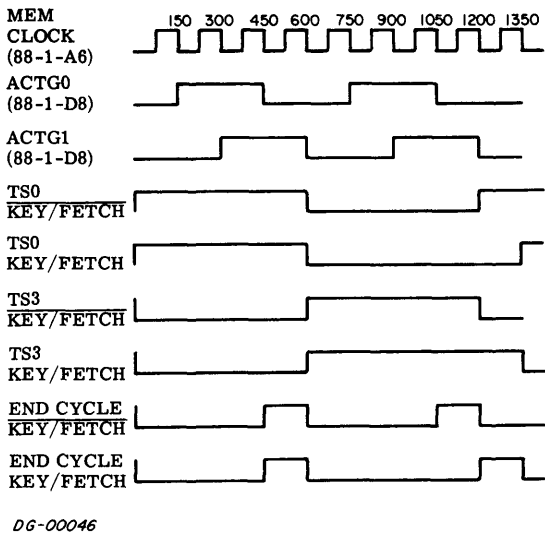 MEM
CLOCK
(88-1-A6)
150 300 450 600 750 900 1050 1200 1350
ACTG0
(88-1-D8)
ACTG1
(88-1-D8)
TS0
KEY/FETCH
TS0
KEY/FETCH
TS3
KEY/FETCH
TS3
KEY/FETCH
END CYCLE
KEY/FETCH
END CYCLE
KEY/FETCH
DG-00046